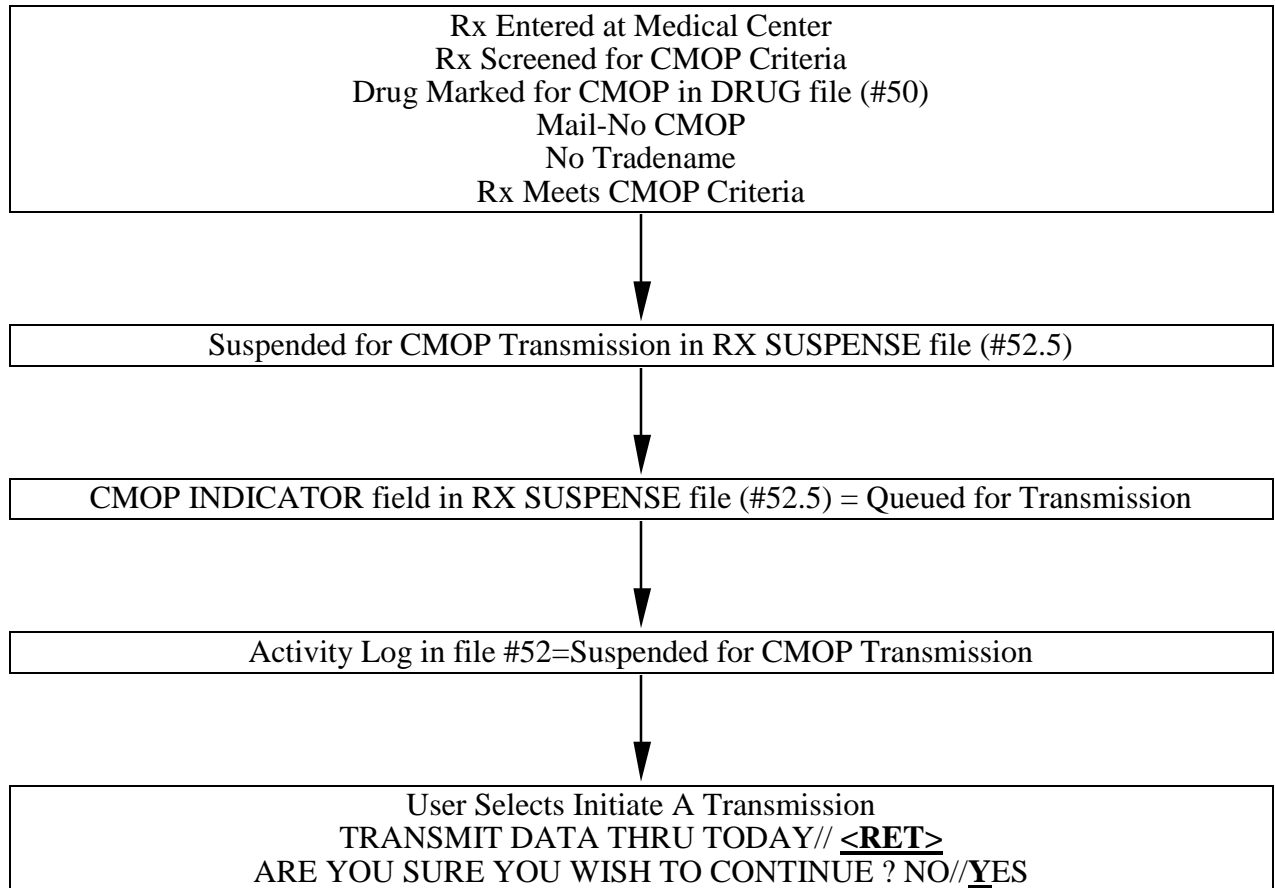 Rx Entered at Medical Center
Rx Screened for CMOP Criteria
Drug Marked for CMOP in DRUG file (#50)
Mail-No CMOP
No Tradename
Rx Meets CMOP Criteria
Suspended for CMOP Transmission in RX SUSPENSE file (#52.5)
CMOP INDICATOR field in RX SUSPENSE file (#52.5) = Queued for Transmission
Activity Log in file #52=Suspended for CMOP Transmission
User Selects Initiate A Transmission
TRANSMIT DATA THRU TODAY// <RET>
ARE YOU SURE YOU WISH TO CONTINUE ? NO//YES